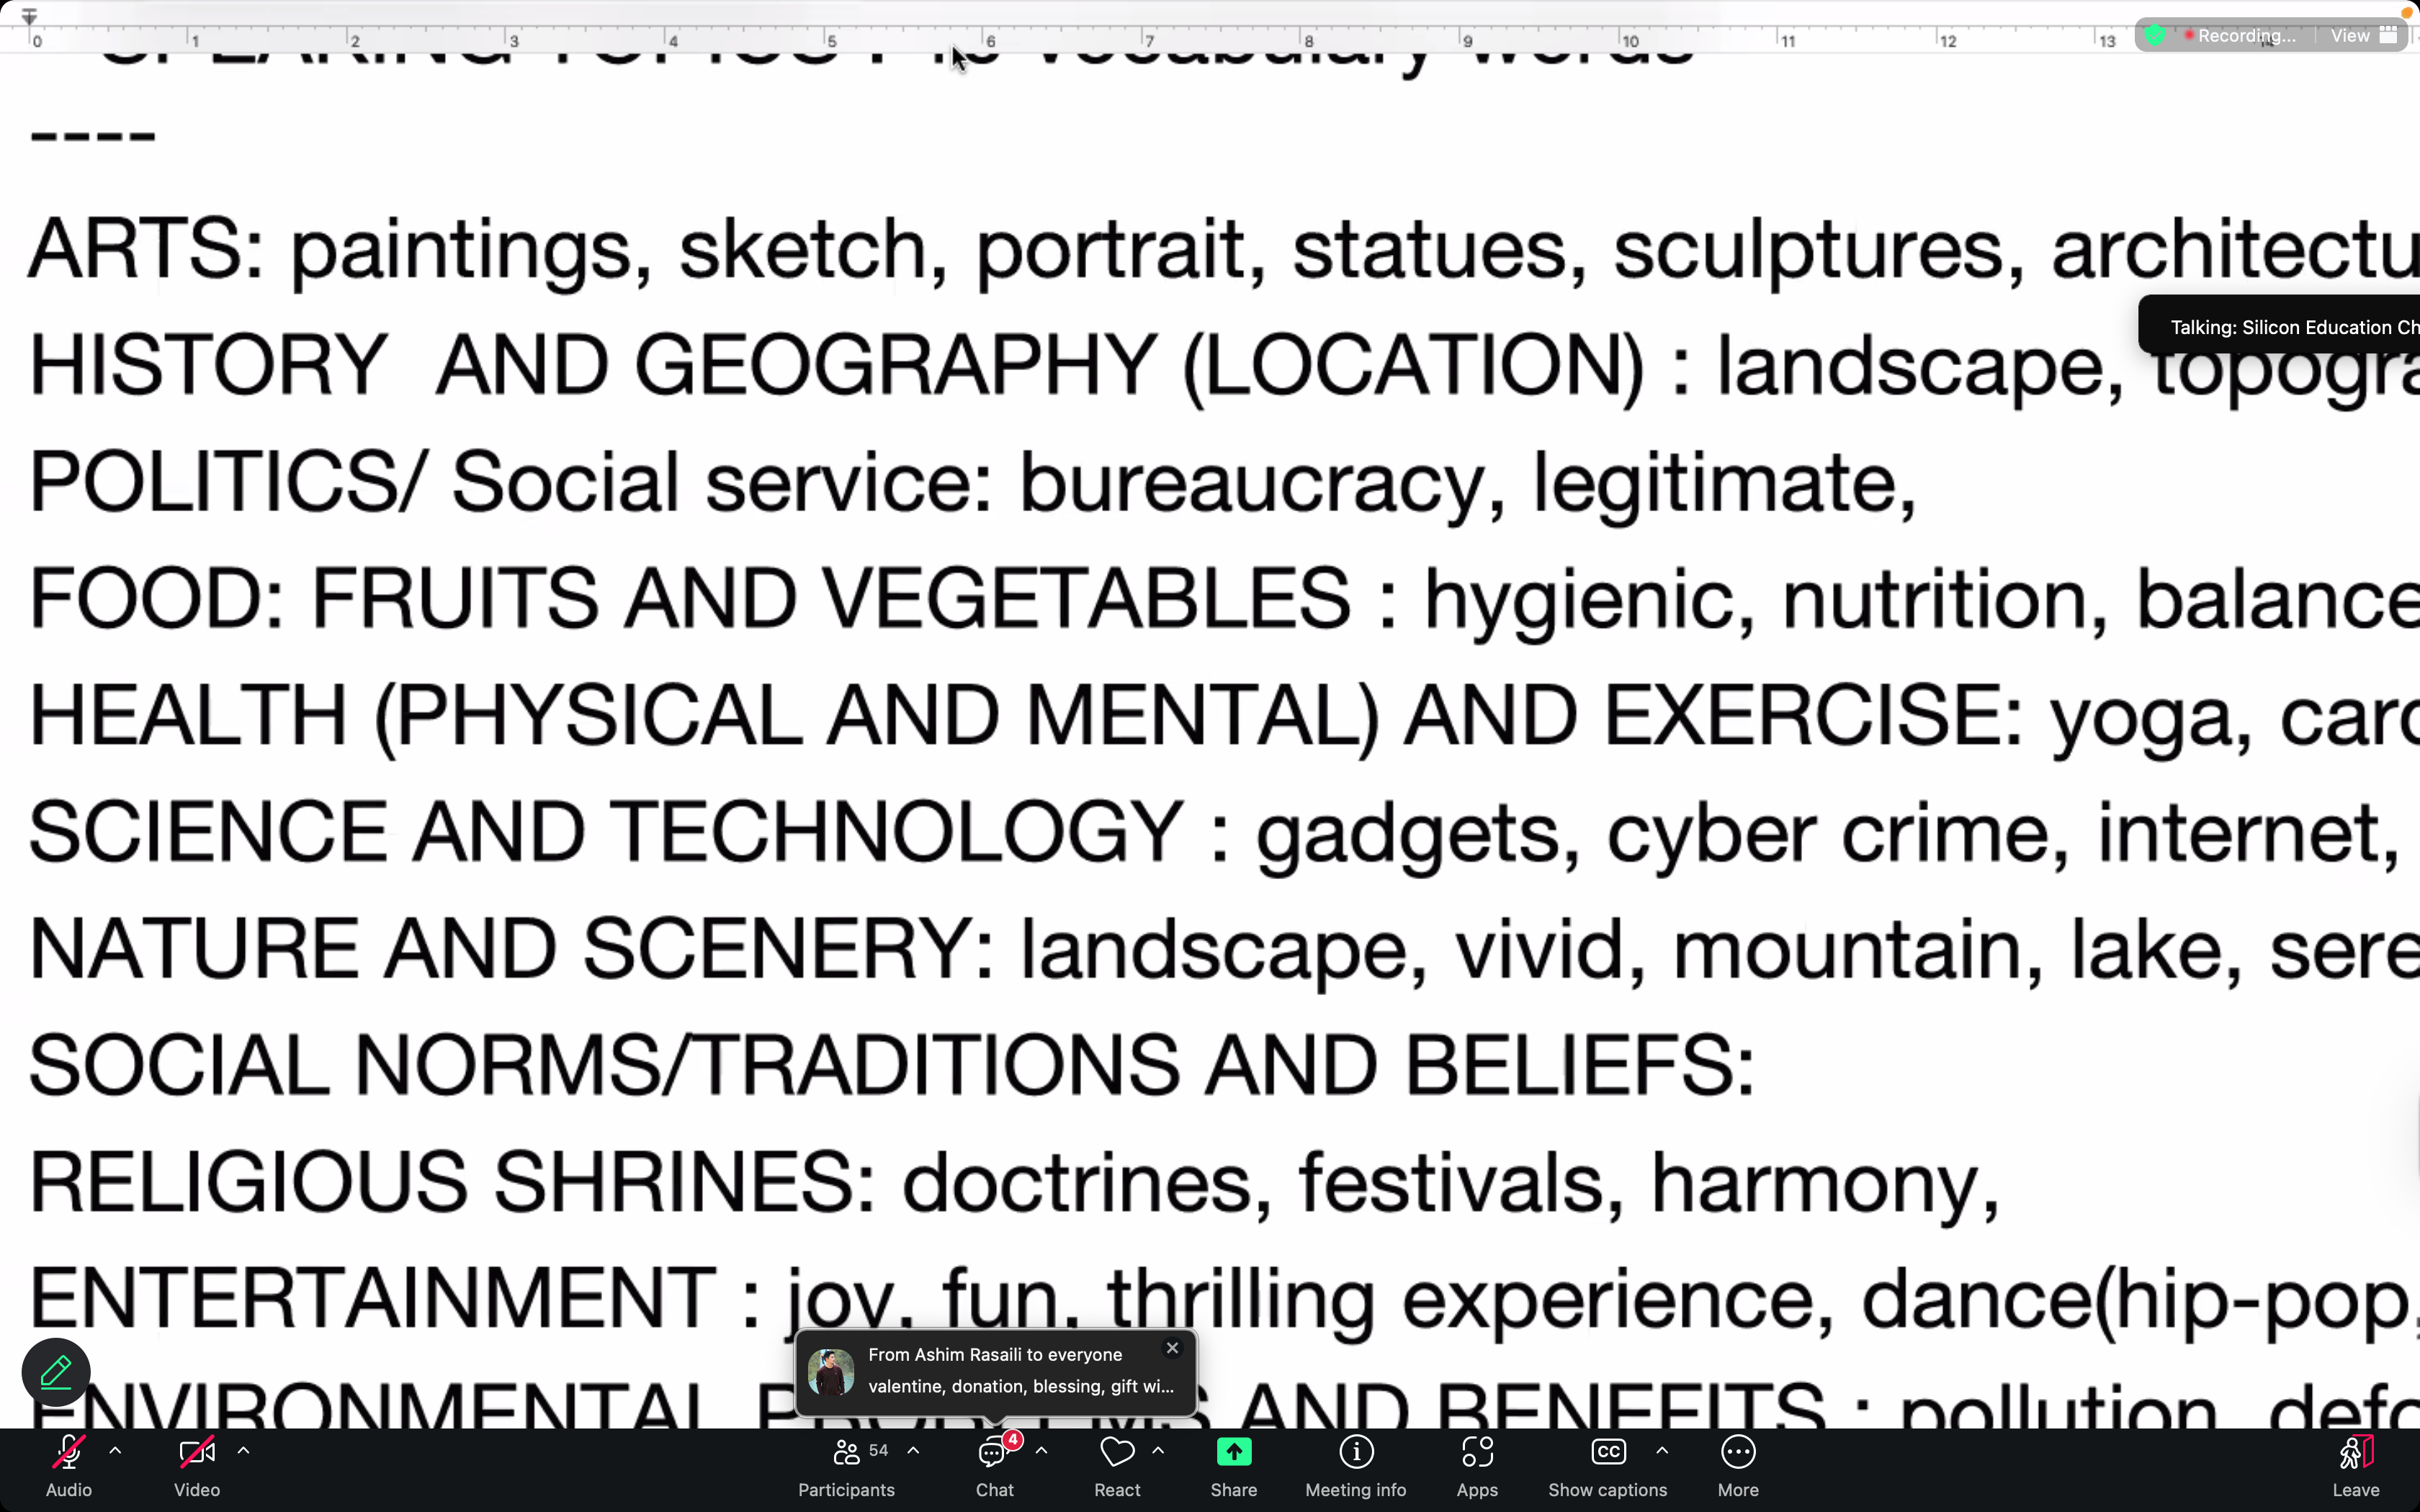 0 1 2 3 4 5 6 7 8 9 10 11 12 13
Recording... View
SPEAKING TOPICS : vocabulary words
----
ARTS: paintings, sketch, portrait, statues, sculptures, architectu
Talking: Silicon Education Ch
HISTORY AND GEOGRAPHY (LOCATION) : landscape, topogra
POLITICS/ Social service: bureaucracy, legitimate,
FOOD: FRUITS AND VEGETABLES : hygienic, nutrition, balance
HEALTH (PHYSICAL AND MENTAL) AND EXERCISE: yoga, card
SCIENCE AND TECHNOLOGY : gadgets, cyber crime, internet,
NATURE AND SCENERY: landscape, vivid, mountain, lake, sere
SOCIAL NORMS/TRADITIONS AND BELIEFS:
RELIGIOUS SHRINES: doctrines, festivals, harmony,
ENTERTAINMENT : joy, fun, thrilling experience, dance(hip-pop,
From Ashim Rasaili to everyone
valentine, donation, blessing, gift wi...
ENVIRONMENTAL AND BENEFITS : pollution, defo
54 4 CC
Audio Video Participants Chat React Share Meeting info Apps Show captions More Leave